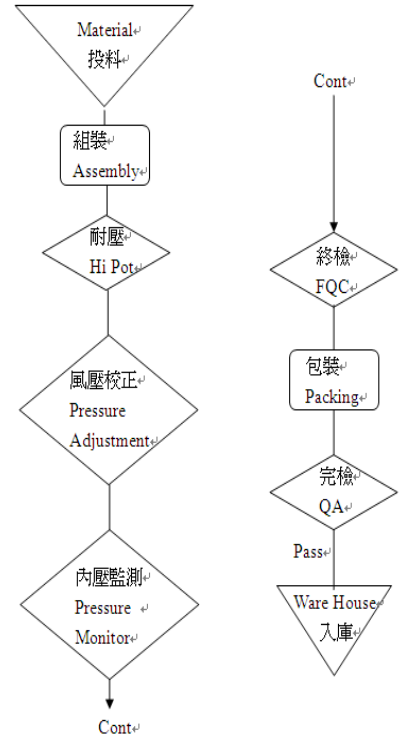 Material
投料
組裝
Assembly
耐壓
Hi Pot
風壓校正
Pressure
Adjustment
內壓監測
Pressure
Monitor
Cont
Cont
終檢
FQC
包裝
Packing
完檢
QA
Pass
Ware House
入庫